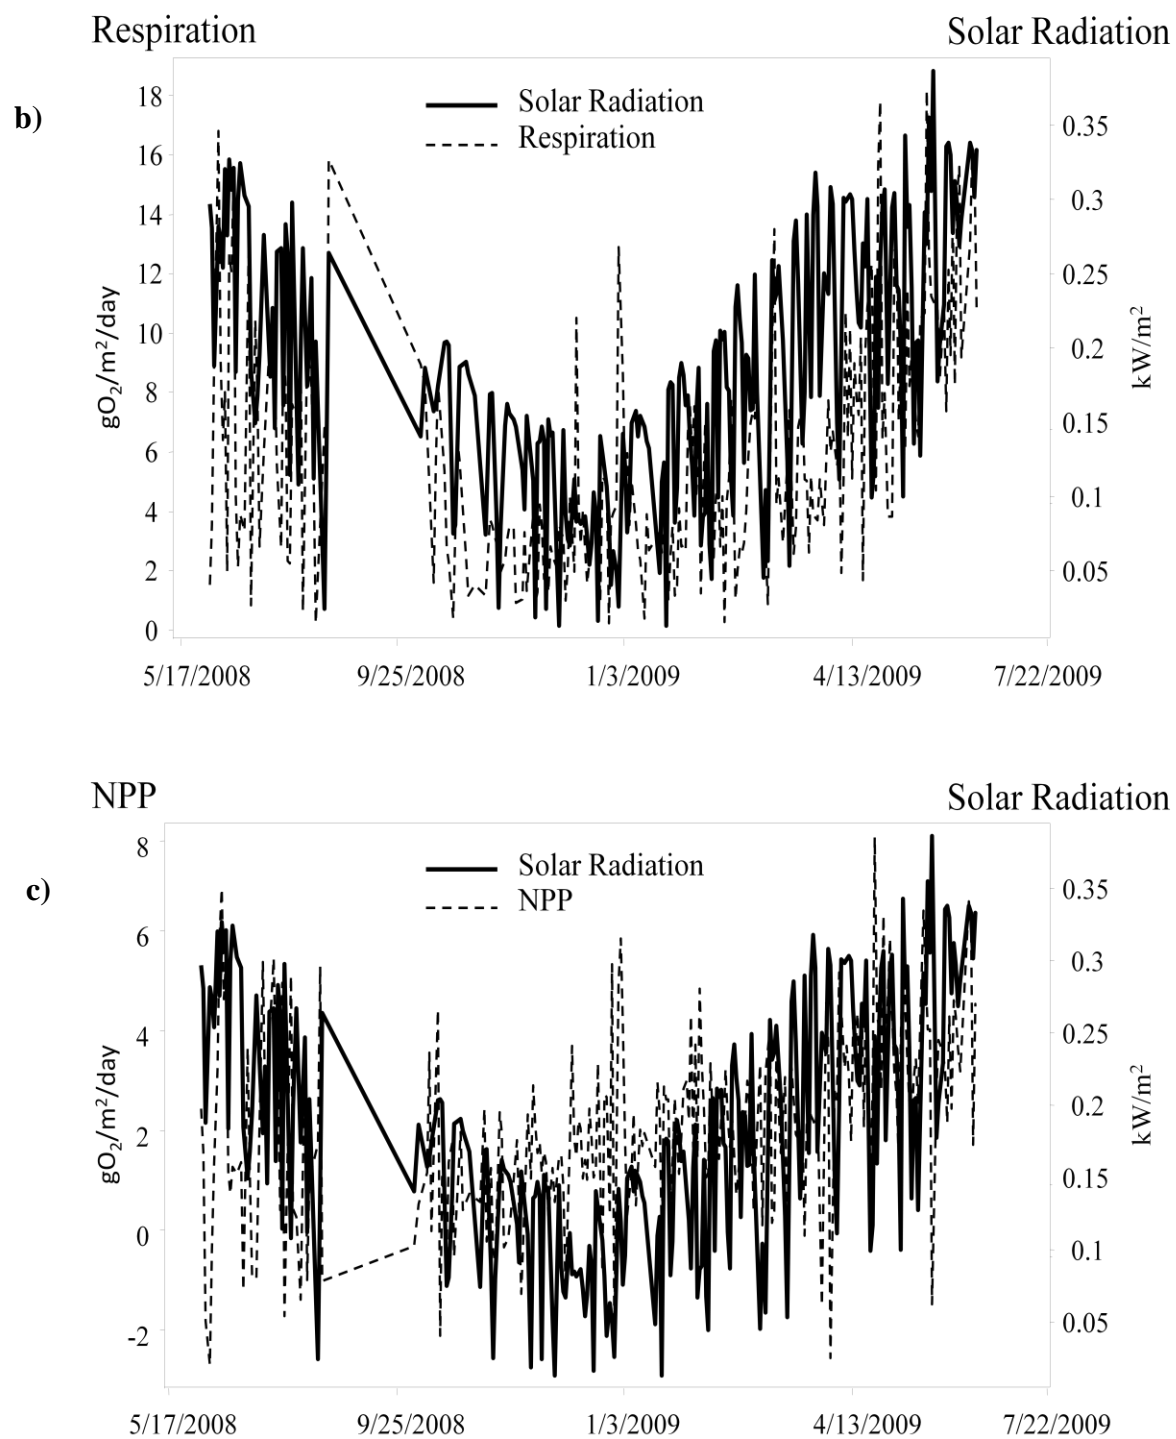 Respiration
Solar Radiation
b)
Solar Radiation
Respiration
18
16
14
12
10
8
6
4
2
0
gO₂/m²/day
0.35
0.3
0.25
0.2
0.15
0.1
0.05
kW/m²
5/17/2008 9/25/2008 1/3/2009 4/13/2009 7/22/2009
NPP
Solar Radiation
c)
Solar Radiation
NPP
8
6
4
2
0
-2
gO₂/m²/day
0.35
0.3
0.25
0.2
0.15
0.1
0.05
kW/m²
5/17/2008 9/25/2008 1/3/2009 4/13/2009 7/22/2009